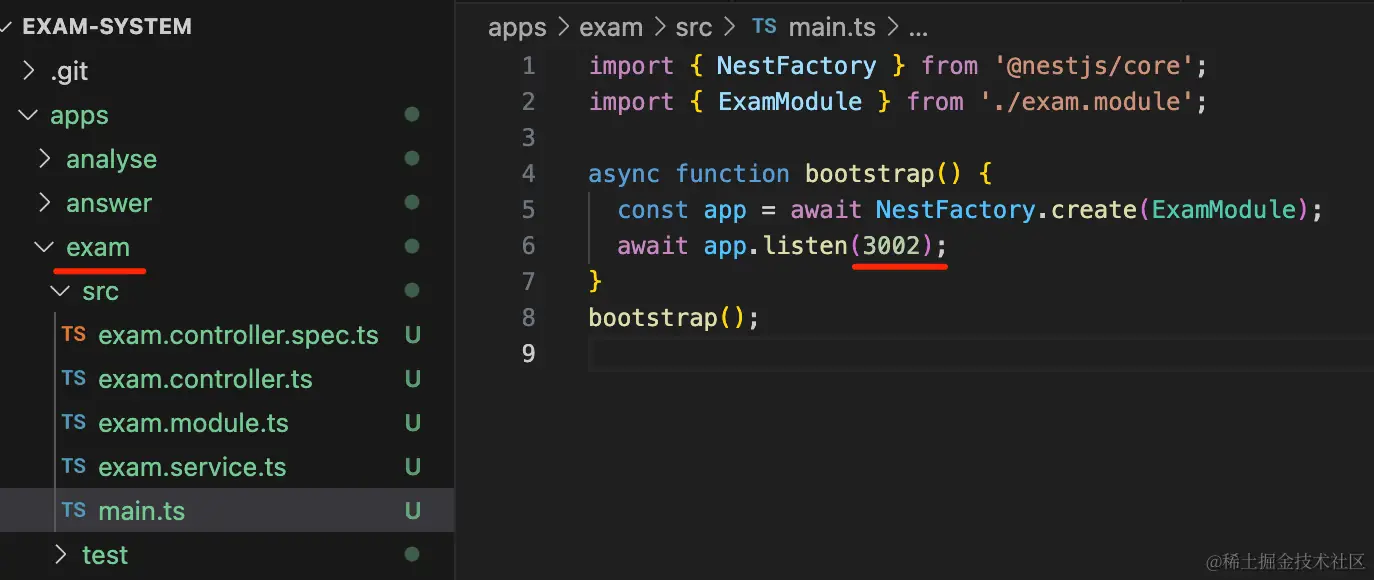 EXAM-SYSTEM
.git
apps
analyse
answer
exam
src
TS exam.controller.spec.ts U
TS exam.controller.ts U
TS exam.module.ts U
TS exam.service.ts U
TS main.ts U
test
apps > exam > src > TS main.ts > ...
1 import { NestFactory } from '@nestjs/core';
2 import { ExamModule } from './exam.module';
3
4 async function bootstrap() {
5 const app = await NestFactory.create(ExamModule);
6 await app.listen(3002);
7 }
8 bootstrap();
9
@稀土掘金技术社区